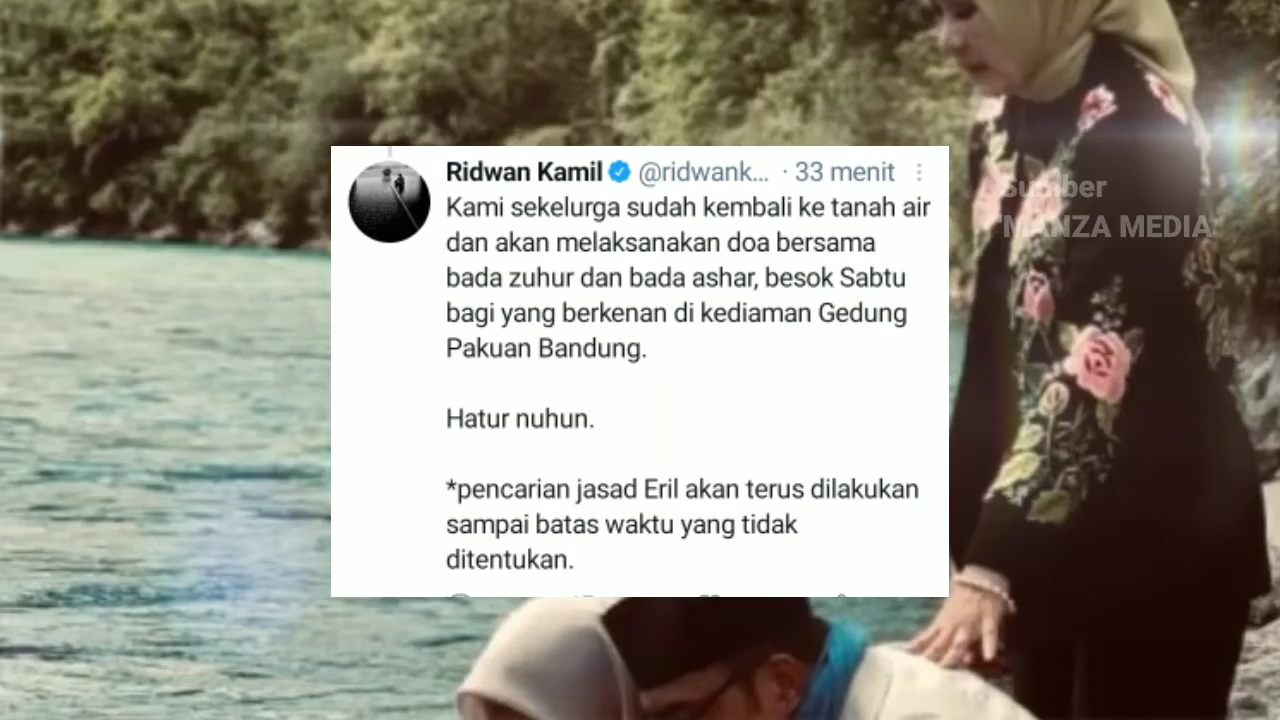 Ridwan Kamil @ridwank... · 33 menit
Kami sekelurga sudah kembali ke tanah air
dan akan melaksanakan doa bersama
bada zuhur dan bada ashar, besok Sabtu
bagi yang berkenan di kediaman Gedung
Pakuan Bandung.
Hatur nuhun.
*pencarian jasad Eril akan terus dilakukan
sampai batas waktu yang tidak
ditentukan.
Sumber
MANZA MEDIA